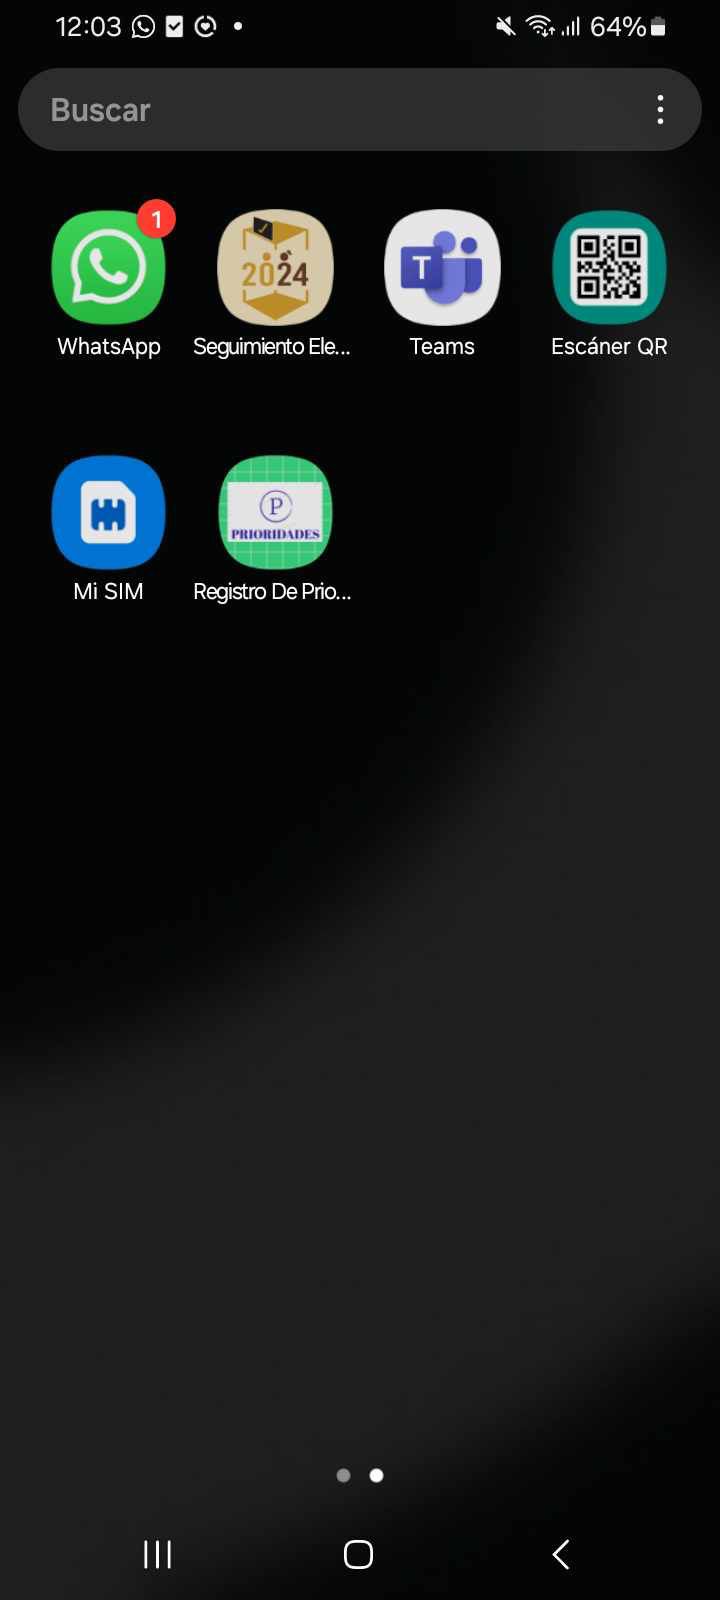 12:03
64%
Buscar
1
2024
T
WhatsApp
Seguimiento Ele...
Teams
Escáner QR
P
PRIORIDADES
Mi SIM
Registro De Prio...